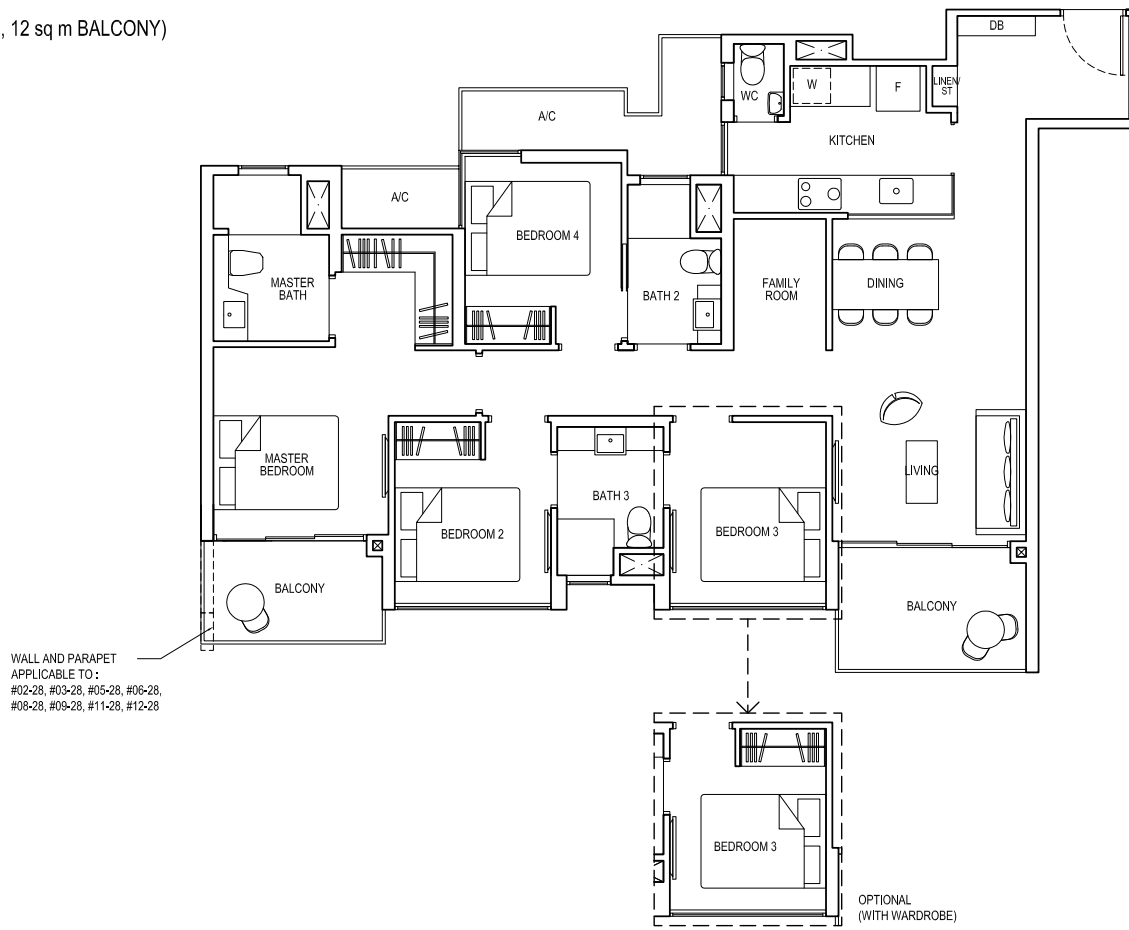 , 12 sq m BALCONY)
DB
A/C
WC
W
F
LINEN/
ST
KITCHEN
A/C
BEDROOM 4
MASTER
BATH
BATH 2
FAMILY
ROOM
DINING
MASTER
BEDROOM
BEDROOM 2
BATH 3
BEDROOM 3
LIVING
BALCONY
BALCONY
WALL AND PARAPET
APPLICABLE TO :
#02-28, #03-28, #05-28, #06-28,
#08-28, #09-28, #11-28, #12-28
BEDROOM 3
OPTIONAL
(WITH WARDROBE)